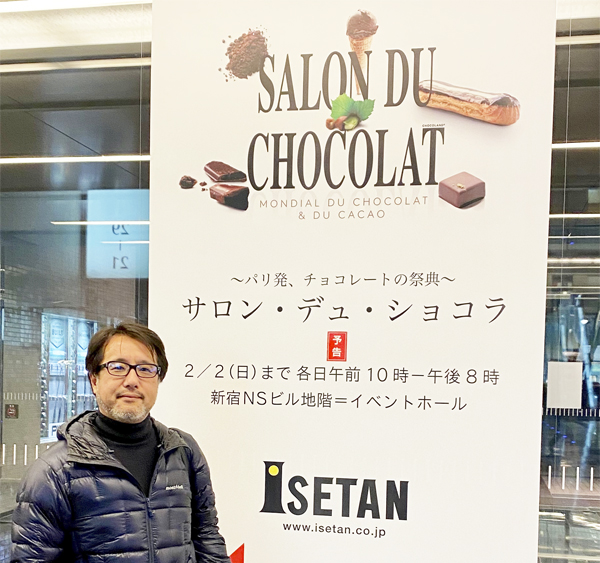 SALON DU
CHOCOLAT
MONDIAL DU CHOCOLAT
& DU CACAO
～パリ発、チョコレートの祭典～
サロン・デュ・ショコラ
予告
2／2(日)まで 各日午前10時－午後8時
新宿NSビル地階＝イベントホール
ISETAN
www.isetan.co.jp
29
21